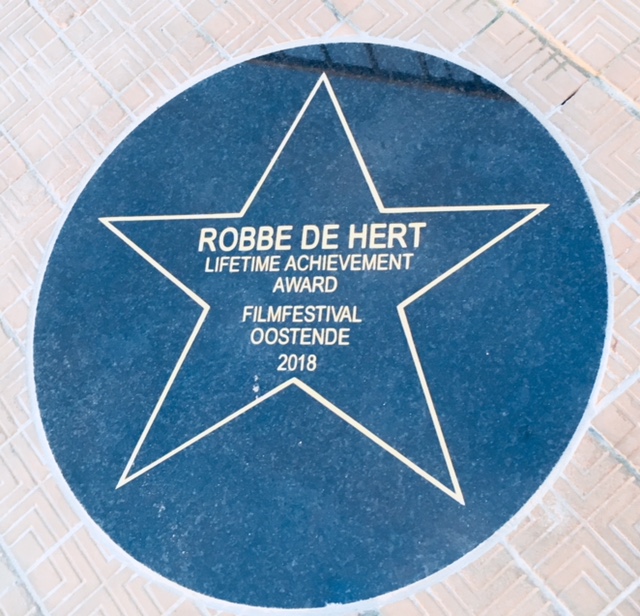 ROBBE DE HERT
LIFETIME ACHIEVEMENT
AWARD
FILMFESTIVAL
OOSTENDE
2018